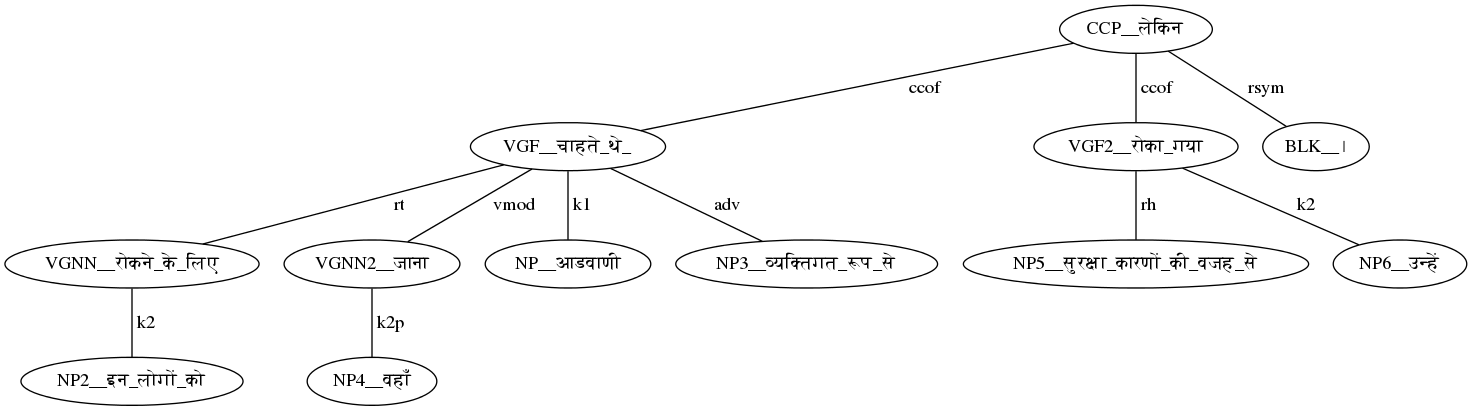 CCP__लेकिन
ccof
ccof
rsym
VGF__चाहते_थे_
VGF2__रोका_गया
BLK__।
rt
vmod
k1
adv
rh
k2
VGNN__रोकने_के_लिए
VGNN2__जाना
NP__आडवाणी
NP3__व्यक्तिगत_रूप_से
NP5__सुरक्षा_कारणों_की_वजह_से
NP6__उन्हें
k2
k2p
NP2__इन_लोगों_को
NP4__वहाँ